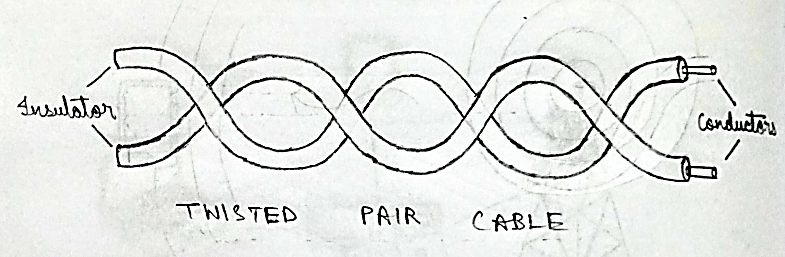 Insulator
Conductors
TWISTED PAIR CABLE